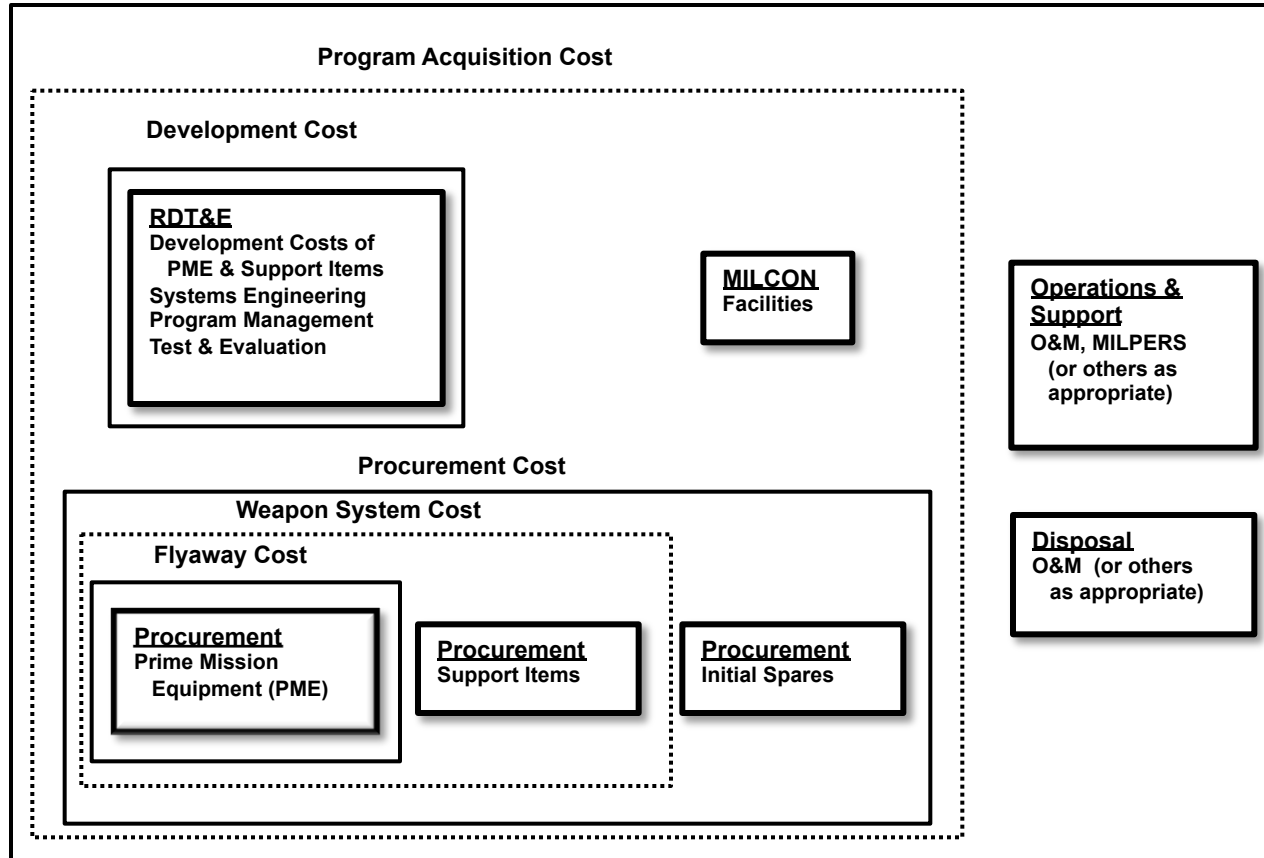 Program Acquisition Cost
Development Cost
RDT&E
Development Costs of
PME & Support Items
Systems Engineering
Program Management
Test & Evaluation
MILCON
Facilities
Operations &
Support
O&M, MILPERS
(or others as
appropriate)
Procurement Cost
Weapon System Cost
Flyaway Cost
Procurement
Prime Mission
Equipment (PME)
Procurement
Support Items
Procurement
Initial Spares
Disposal
O&M (or others
as appropriate)